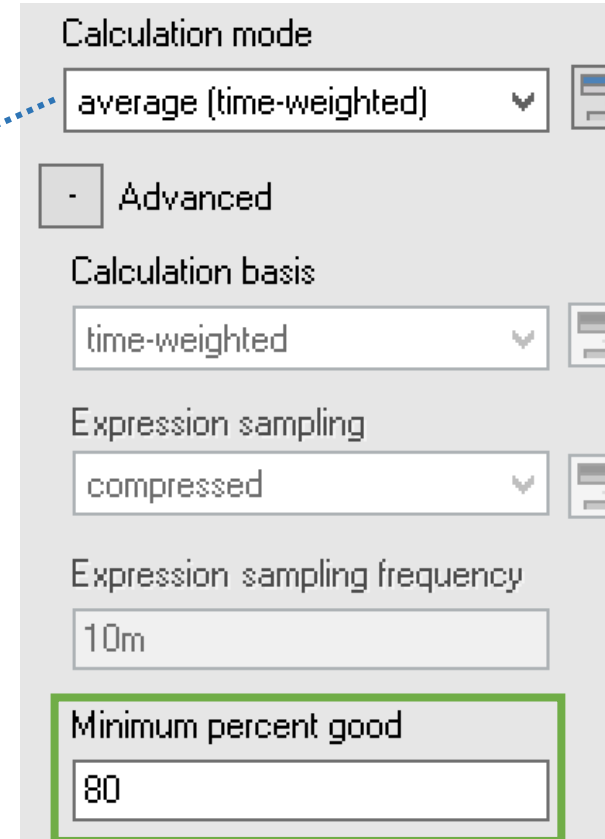 Calculation mode
average (time-weighted)
- Advanced
Calculation basis
time-weighted
Expression sampling
compressed
Expression sampling frequency
10m
Minimum percent good
80